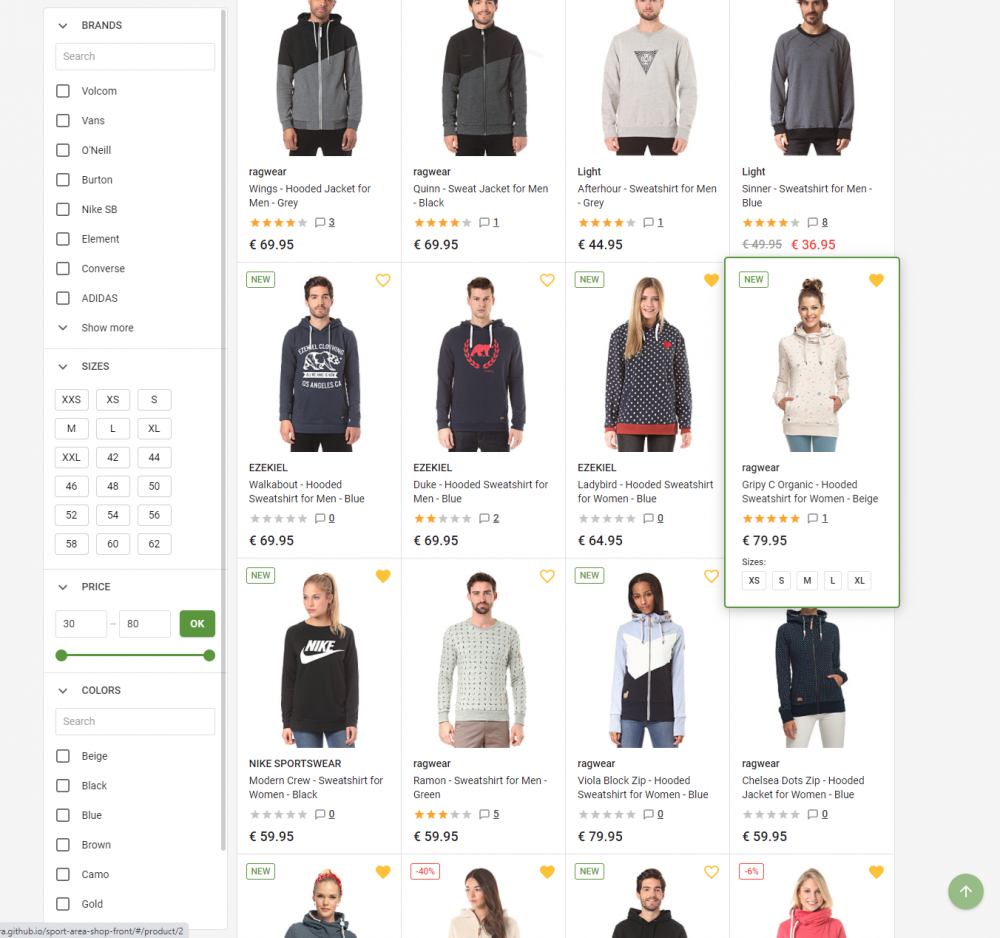 BRANDS
Search
Volcom
Vans
O'Neill
Burton
Nike SB
Element
Converse
ADIDAS
Show more
SIZES
XXS XS S
M L XL
XXL 42 44
46 48 50
52 54 56
58 60 62
PRICE
30 – 80 OK
COLORS
Search
Beige
Black
Blue
Brown
Camo
Gold
ra.github.io/sport-area-shop-front/#/product/2
ragwear
Wings - Hooded Jacket for
Men - Grey
3
€ 69.95
ragwear
Quinn - Sweat Jacket for Men
- Black
1
€ 69.95
Light
Afterhour - Sweatshirt for Men
- Grey
1
€ 44.95
Light
Sinner - Sweatshirt for Men -
Blue
8
€ 49.95 € 36.95
NEW
EZEKIEL CLOTHING
LOS ANGELES.CA
EZEKIEL
Walkabout - Hooded
Sweatshirt for Men - Blue
0
€ 69.95
NEW
EZEKIEL
Duke - Hooded Sweatshirt for
Men - Blue
2
€ 69.95
NEW
EZEKIEL
Ladybird - Hooded Sweatshirt
for Women - Blue
0
€ 64.95
NEW
ragwear
Gripy C Organic - Hooded
Sweatshirt for Women - Beige
1
€ 79.95
Sizes:
XS S M L XL
NEW
NIKE
NIKE SPORTSWEAR
Modern Crew - Sweatshirt for
Women - Black
0
€ 59.95
ragwear
Ramon - Sweatshirt for Men -
Green
5
€ 59.95
NEW
ragwear
Viola Block Zip - Hooded
Sweatshirt for Women - Blue
0
€ 79.95
ragwear
Chelsea Dots Zip - Hooded
Jacket for Women - Blue
0
€ 59.95
NEW
-40%
NEW
-6%